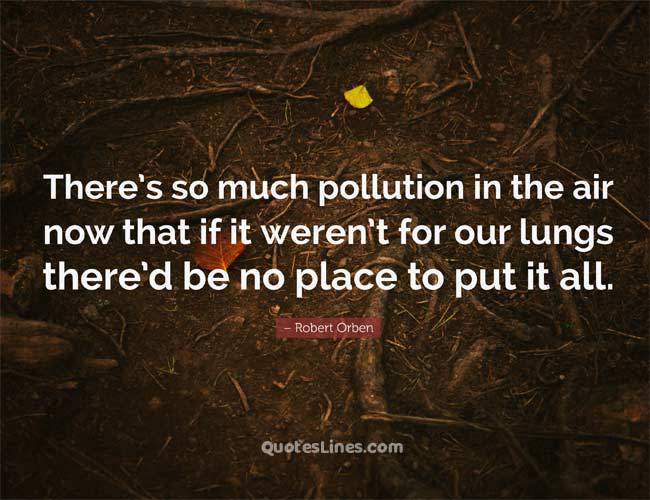 There’s so much pollution in the air
now that if it weren’t for our lungs
there’d be no place to put it all.
– Robert Orben
QuotesLines.com